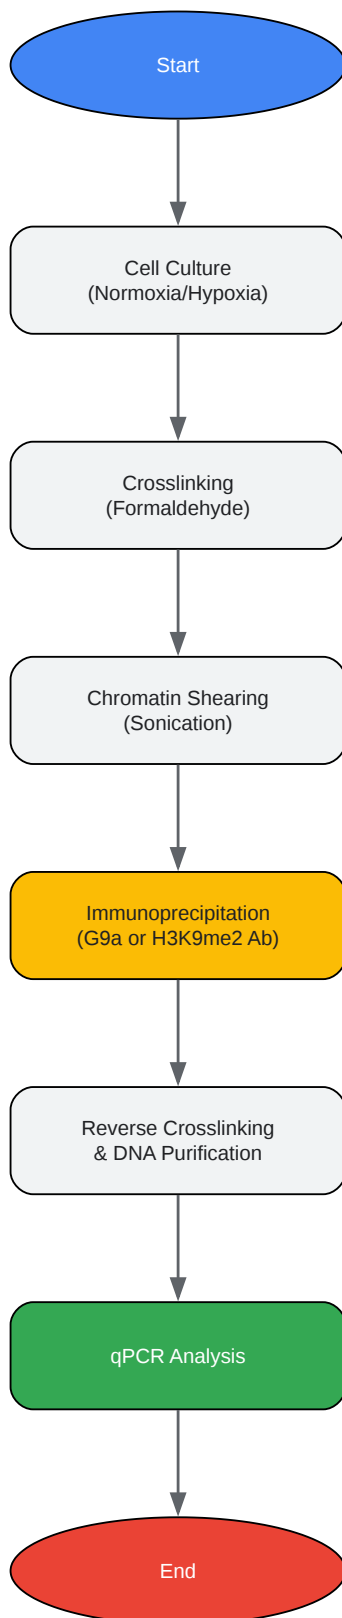 Start
Cell Culture
(Normoxia/Hypoxia)
Crosslinking
(Formaldehyde)
Chromatin Shearing
(Sonication)
Immunoprecipitation
(G9a or H3K9me2 Ab)
Reverse Crosslinking
& DNA Purification
qPCR Analysis
End